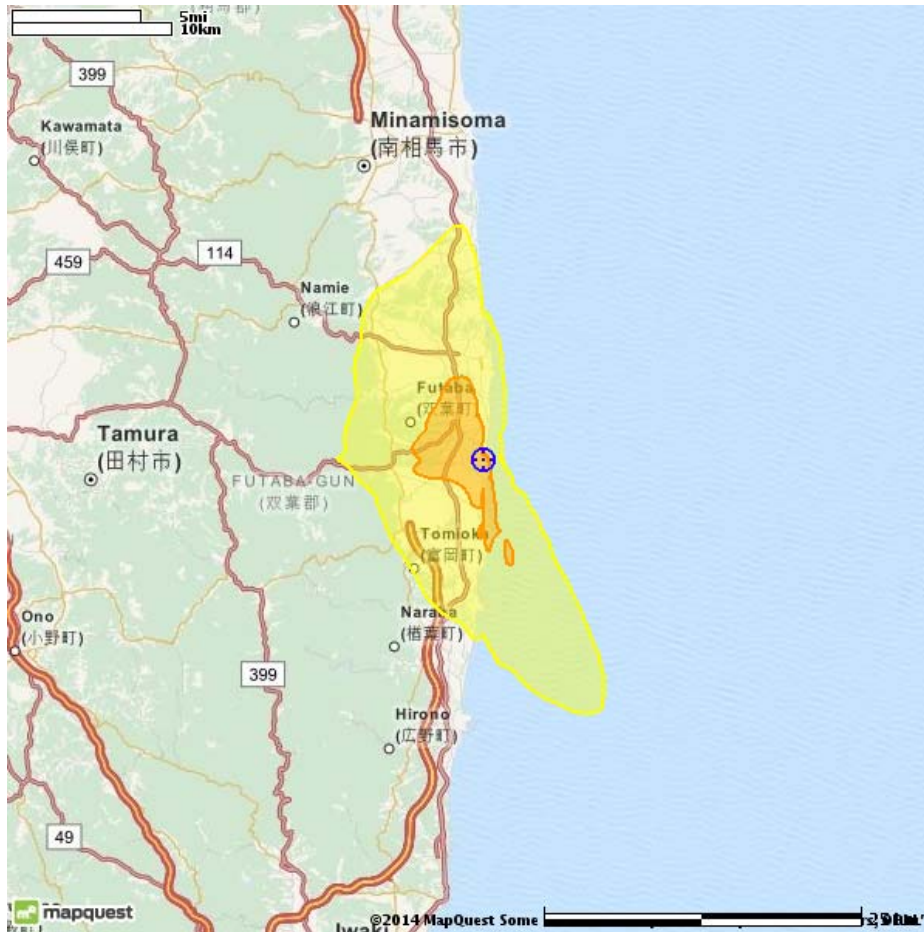 5mi
10km
399
Minamisoma
(南相馬市)
Kawamata
(川俣町)
114
459
Namie
(浪江町)
Futaba
(双葉町)
Tamura
(田村市)
FUTABA-GUN
(双葉郡)
Tomioka
(富岡町)
Ono
(小野町)
Naraha
(楢葉町)
399
Hirono
(広野町)
49
mapquest
©2014 MapQuest Some
Iwaki